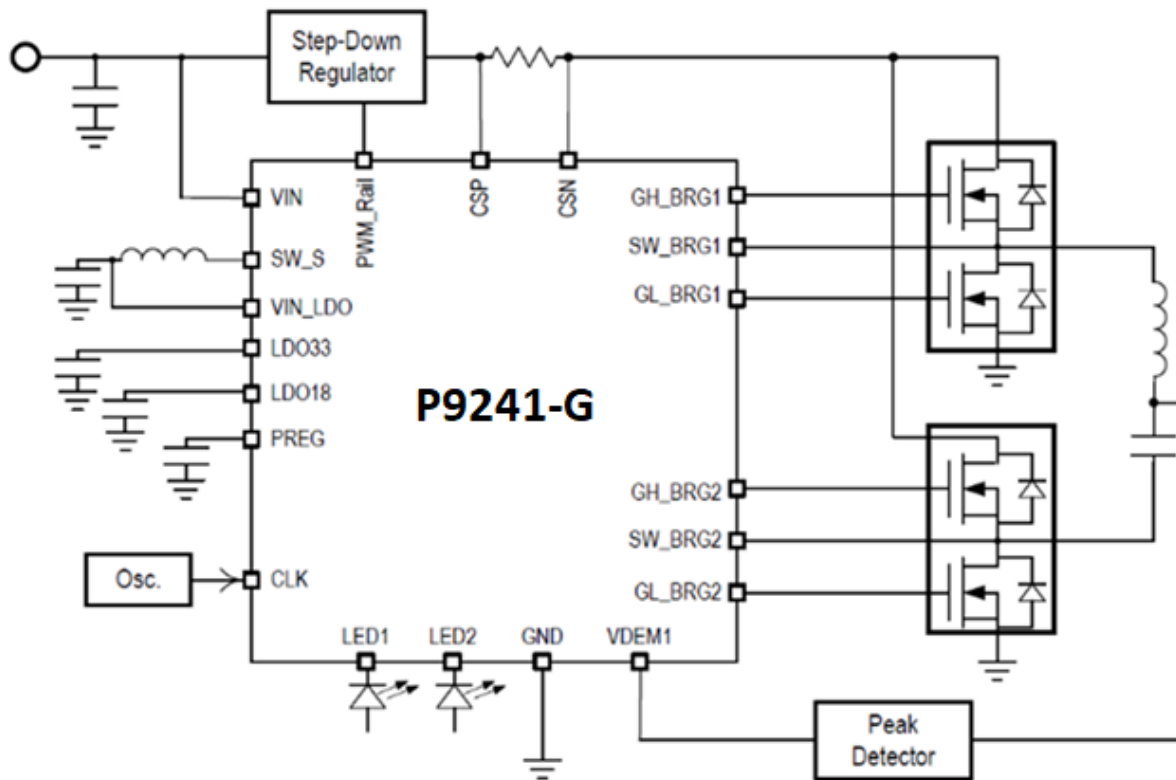 Step-Down
Regulator
VIN
PWM_Rail
CSP
CSN
GH_BRG1
SW_S
SW_BRG1
VIN_LDO
GL_BRG1
LDO33
LDO18
P9241-G
PREG
GH_BRG2
SW_BRG2
Osc.
CLK
GL_BRG2
LED1
LED2
GND
VDEM1
Peak
Detector